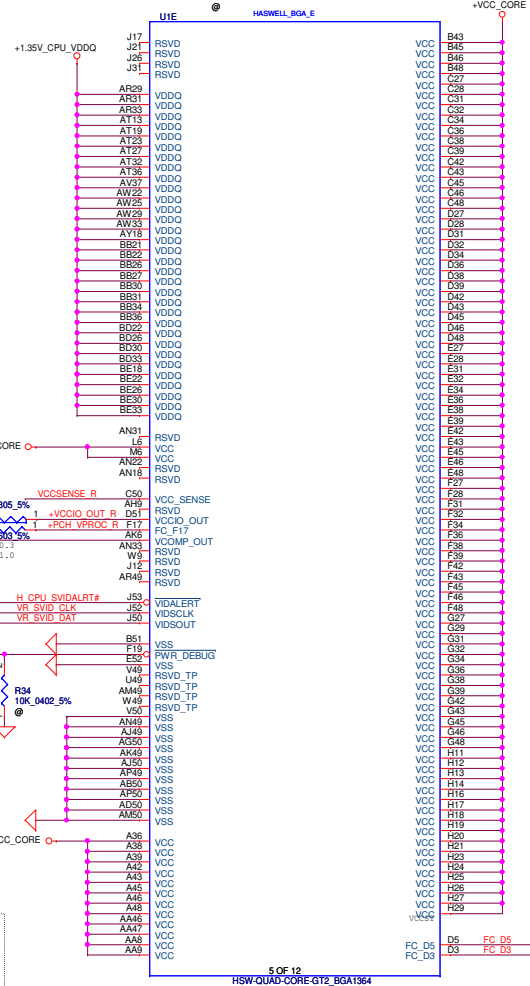 @
U1E
HASWELL_BGA_E
+VCC_CORE
+1.35V_CPU_VDDQ
J17 RSVD
J21 RSVD
J26 RSVD
J31 RSVD
AR29 VDDQ
AR31 VDDQ
AR33 VDDQ
AT13 VDDQ
AT19 VDDQ
AT23 VDDQ
AT27 VDDQ
AT32 VDDQ
AT36 VDDQ
AV37 VDDQ
AW22 VDDQ
AW25 VDDQ
AW29 VDDQ
AW33 VDDQ
AY18 VDDQ
BB21 VDDQ
BB22 VDDQ
BB26 VDDQ
BB27 VDDQ
BB30 VDDQ
BB31 VDDQ
BB34 VDDQ
BB36 VDDQ
BD22 VDDQ
BD26 VDDQ
BD30 VDDQ
BD33 VDDQ
BE18 VDDQ
BE22 VDDQ
BE26 VDDQ
BE30 VDDQ
BE33 VDDQ
AN31 RSVD
CORE L6 VCC
M6 VCC
AN22 RSVD
AN18 RSVD
VCCSENSE_R C50 VCC_SENSE
AH9 RSVD
305_5% 1 +VCCIO_OUT_R D51 VCCIO_OUT
1 +PCH_VPROC_R F17 FC_F17
303_5% AK6 VCOMP_OUT
0.3
1.0
AN33 RSVD
W9 RSVD
J12 RSVD
AR49 RSVD
H_CPU_SVIDALRT# J53 VIDALERT
VR_SVID_CLK J52 VIDSCLK
VR_SVID_DAT J50 VIDSOUT
B51 VSS
F19 PWR_DEBUG
E52 VSS
V49 RSVD_TP
U49 RSVD_TP
AM49 RSVD_TP
W49 RSVD_TP
R34
10K_0402_5%
@
V50 VSS
AN49 VSS
AJ49 VSS
AG50 VSS
AK49 VSS
AJ50 VSS
AP49 VSS
AB50 VSS
AP50 VSS
AD50 VSS
AM50 VSS
CC_CORE
A36 VCC
A38 VCC
A39 VCC
A42 VCC
A43 VCC
A45 VCC
A46 VCC
A48 VCC
AA46 VCC
AA47 VCC
AA8 VCC
AA9 VCC
VCC B43
VCC B45
VCC B46
VCC B48
VCC C27
VCC C28
VCC C31
VCC C32
VCC C34
VCC C36
VCC C38
VCC C39
VCC C42
VCC C43
VCC C45
VCC C46
VCC C48
VCC D27
VCC D28
VCC D31
VCC D32
VCC D34
VCC D36
VCC D38
VCC D39
VCC D42
VCC D43
VCC D45
VCC D46
VCC D48
VCC E27
VCC E28
VCC E31
VCC E32
VCC E34
VCC E36
VCC E38
VCC E39
VCC E42
VCC E43
VCC E45
VCC E46
VCC E48
VCC F27
VCC F28
VCC F31
VCC F32
VCC F34
VCC F36
VCC F38
VCC F39
VCC F42
VCC F43
VCC F45
VCC F46
VCC F48
VCC G27
VCC G29
VCC G31
VCC G32
VCC G34
VCC G36
VCC G38
VCC G39
VCC G42
VCC G43
VCC G45
VCC G46
VCC G48
VCC H11
VCC H12
VCC H13
VCC H14
VCC H16
VCC H17
VCC H18
VCC H19
VCC H20
VCC H21
VCC H23
VCC H24
VCC H25
VCC H26
VCC H27
VCC H29
VCCST
FC_D5 D5 FC_D5
FC_D3 D3 FC_D3
5 OF 12
HSW-QUAD-CORE-GT2_BGA1364